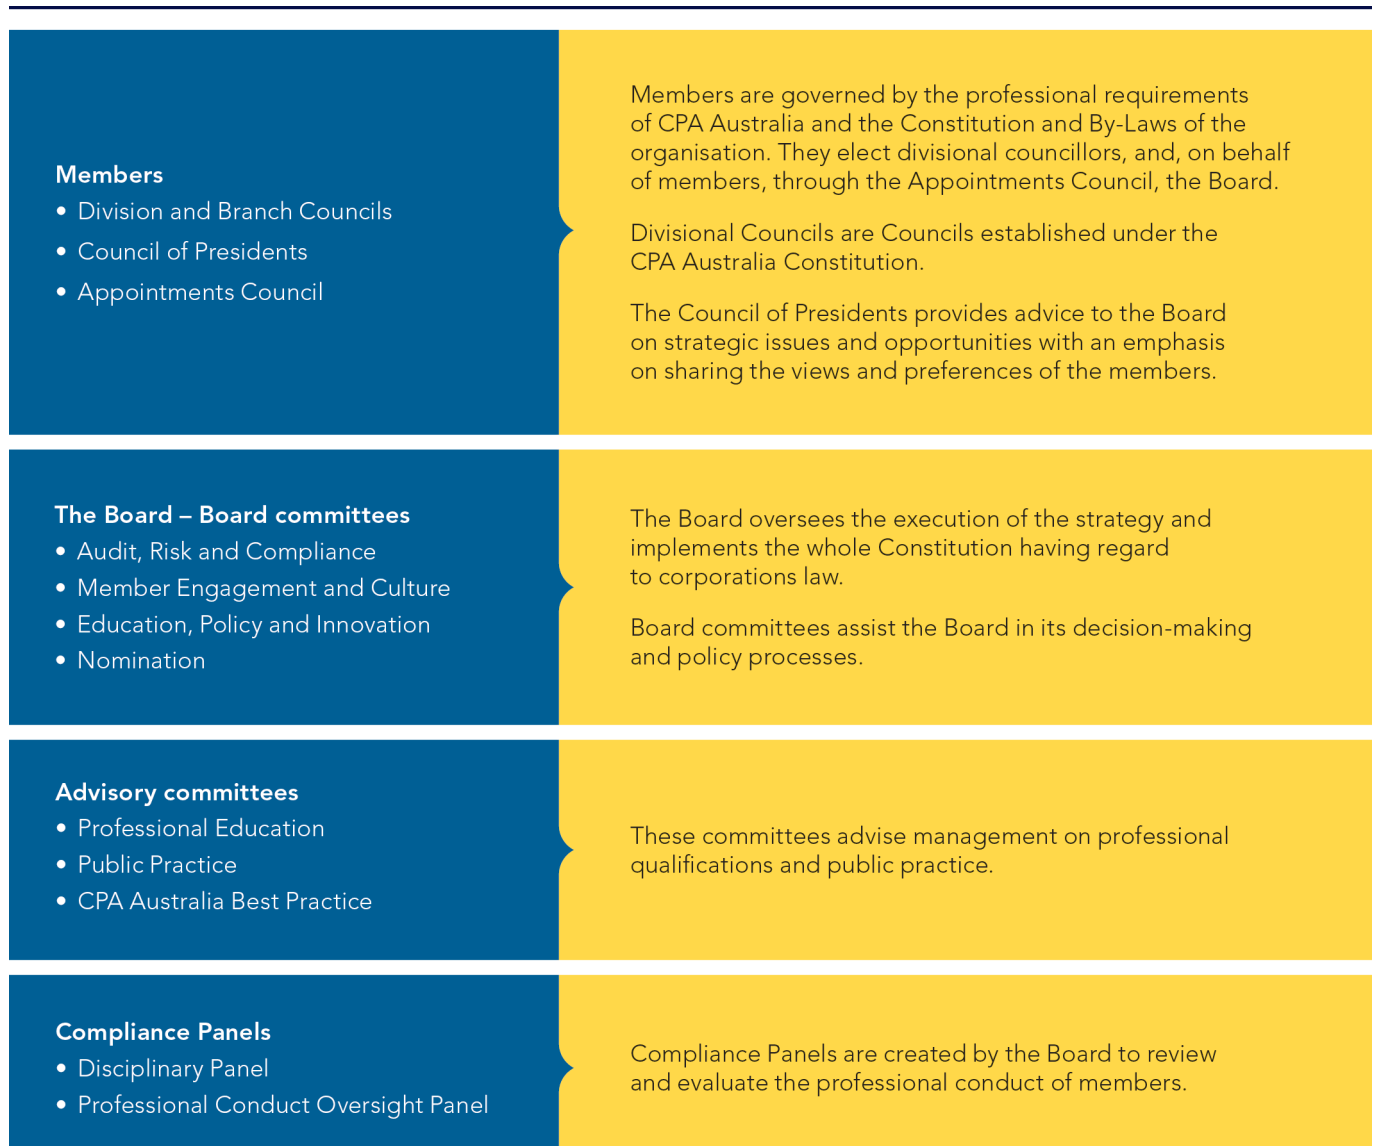 Members
• Division and Branch Councils
• Council of Presidents
• Appointments Council
Members are governed by the professional requirements
of CPA Australia and the Constitution and By-Laws of the
organisation. They elect divisional councillors, and, on behalf
of members, through the Appointments Council, the Board.
Divisional Councils are Councils established under the
CPA Australia Constitution.
The Council of Presidents provides advice to the Board
on strategic issues and opportunities with an emphasis
on sharing the views and preferences of the members.
The Board – Board committees
• Audit, Risk and Compliance
• Member Engagement and Culture
• Education, Policy and Innovation
• Nomination
The Board oversees the execution of the strategy and
implements the whole Constitution having regard
to corporations law.
Board committees assist the Board in its decision-making
and policy processes.
Advisory committees
• Professional Education
• Public Practice
• CPA Australia Best Practice
These committees advise management on professional
qualifications and public practice.
Compliance Panels
• Disciplinary Panel
• Professional Conduct Oversight Panel
Compliance Panels are created by the Board to review
and evaluate the professional conduct of members.